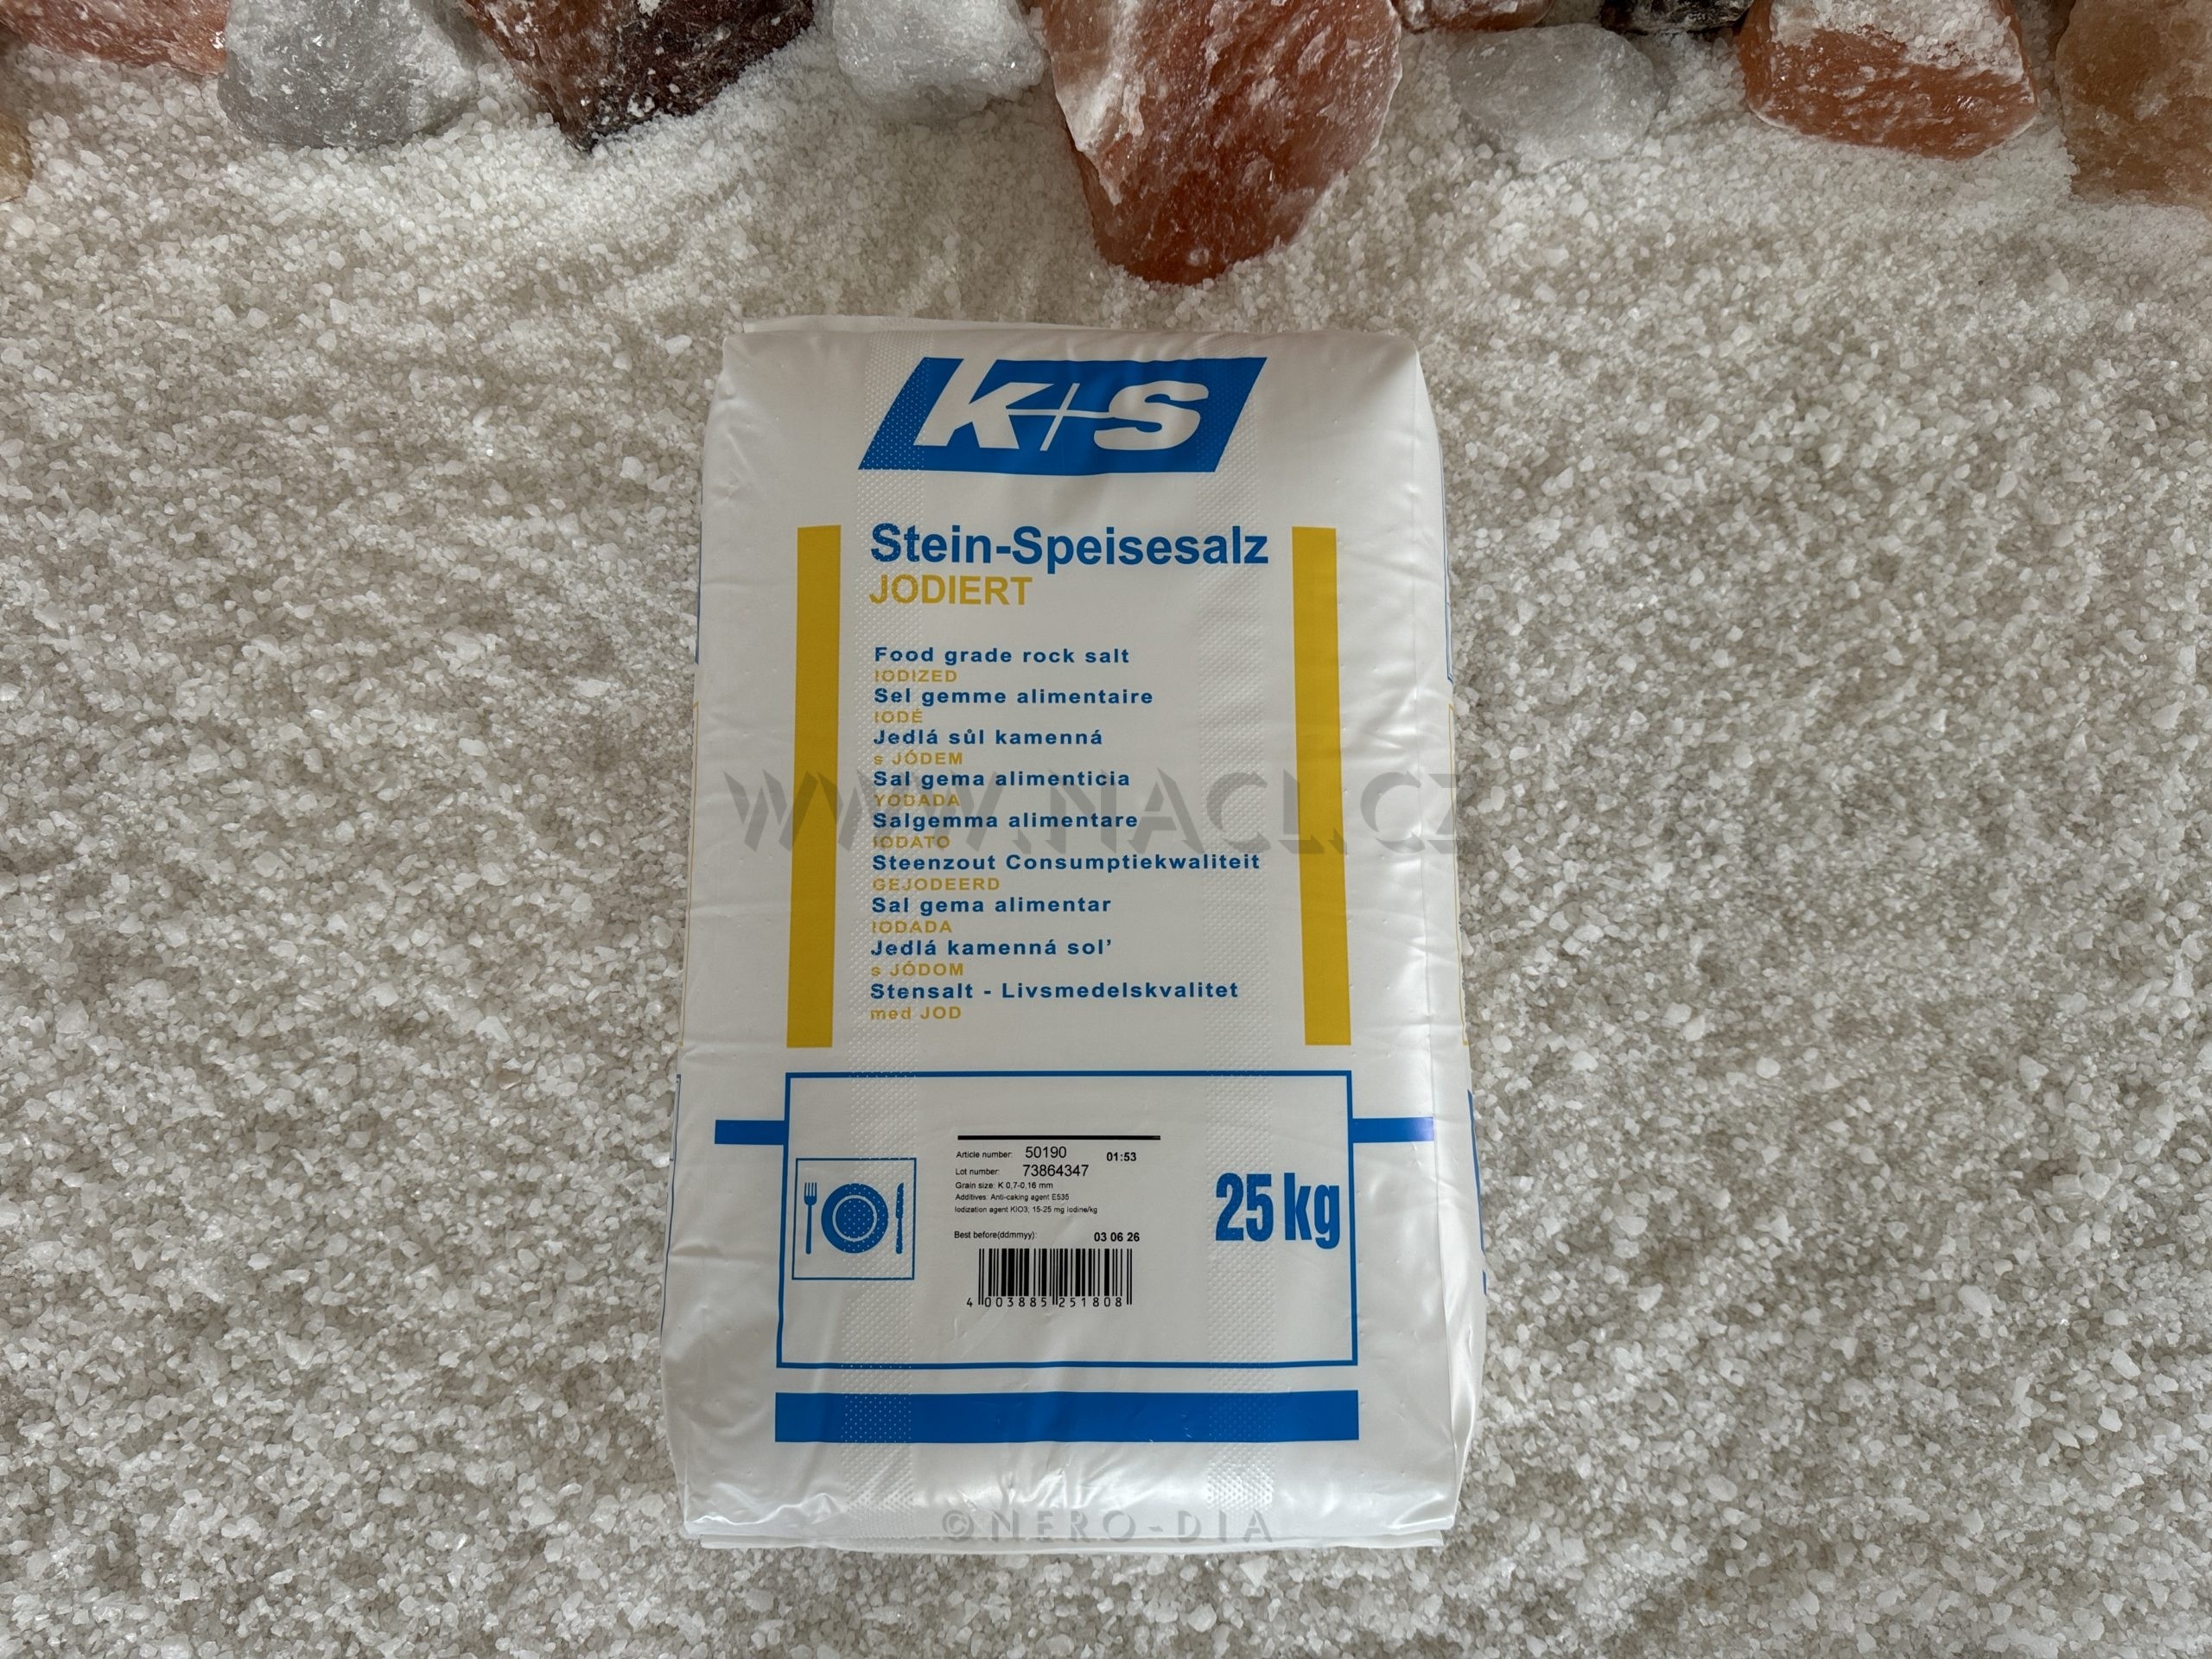 K+S
Stein-Speisesalz
JODIERT
Food grade rock salt
IODIZED
Sel gemme alimentaire
IODÉ
Jedlá sůl kamenná
s JÓDEM
Sal gema alimenticia
YODADA
WWW.NACL.CZ
Salgemma alimentare
IODATO
Steenzout Consumptiekwaliteit
GEJODEERD
Sal gema alimentar
IODADA
Jedlá kamenná sol’
s JÓDOM
Stensalt - Livsmedelskvalitet
med JOD
Article number: 50190 01:53
Lot number: 73864347
Grain size: K 0,7-0,16 mm
Additives: Anti-caking agent E535
Iodization agent KIO3, 15-25 mg Iodine/kg
25 kg
Best before(ddmmyy): 03 06 26
4 003885 251808
©NERO-DIA